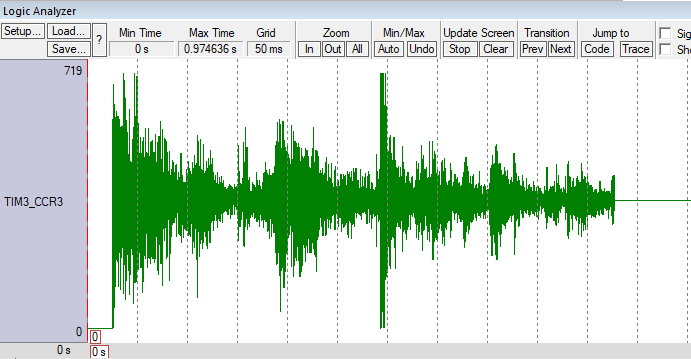 Logic Analyzer
Setup... Load... Save... ? Min Time Max Time Grid Zoom Min/Max Update Screen Transition Jump to
0 s 0.974636 s 50 ms In Out All Auto Undo Stop Clear Prev Next Code Trace
Sig
Sho
719
TIM3_CCR3
0
0
0 s 0 s